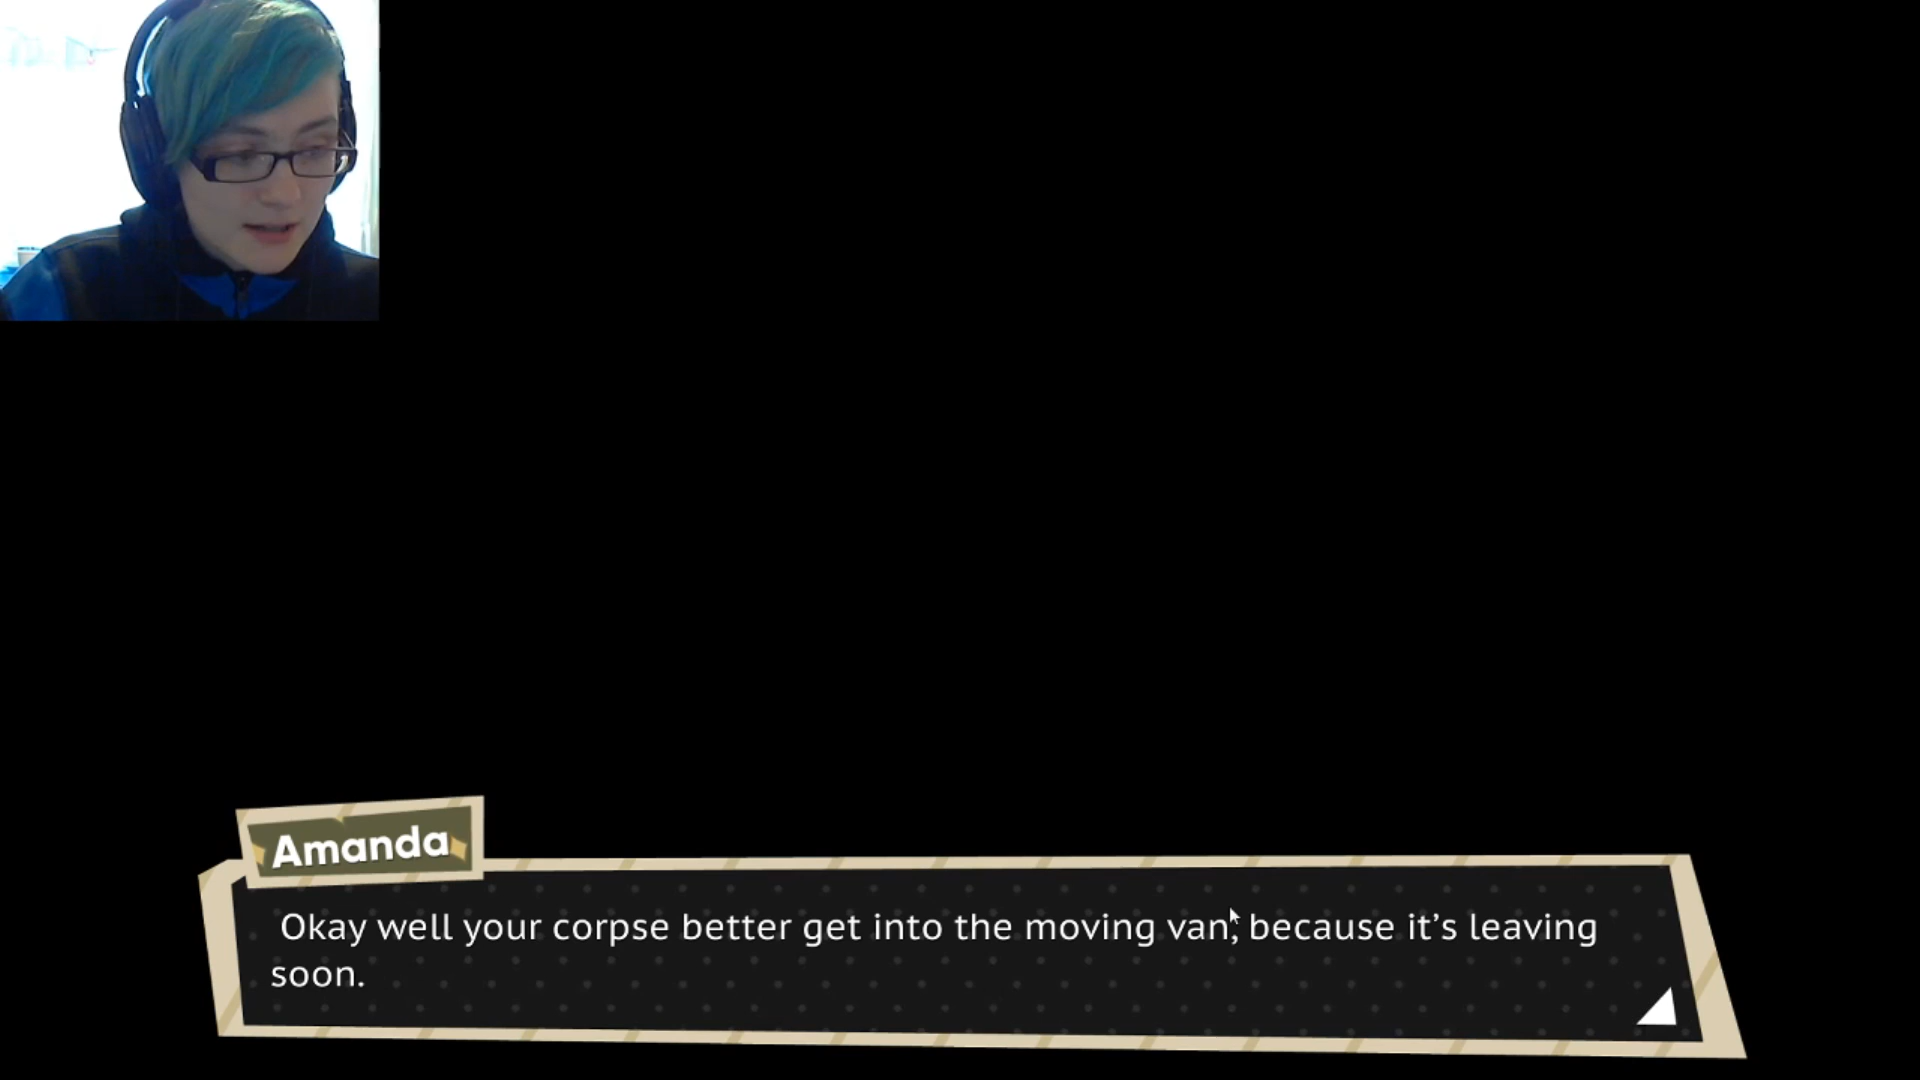 Amanda
Okay well your corpse better get into the moving van, because it’s leaving
soon.